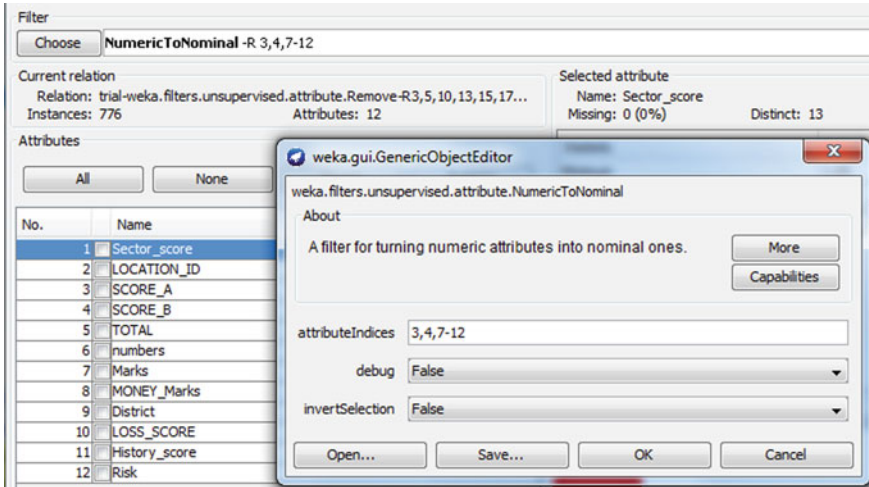 Filter
Choose NumericToNominal -R 3,4,7-12
Current relation
Relation: trial-weka.filters.unsupervised.attribute.Remove-R3,5,10,13,15,17...
Instances: 776 Attributes: 12
Selected attribute
Name: Sector_score
Missing: 0 (0%) Distinct: 13
Attributes
All None
No. Name
1 Sector_score
2 LOCATION_ID
3 SCORE_A
4 SCORE_B
5 TOTAL
6 numbers
7 Marks
8 MONEY_Marks
9 District
10 LOSS_SCORE
11 History_score
12 Risk
weka.gui.GenericObjectEditor
weka.filters.unsupervised.attribute.NumericToNominal
About
A filter for turning numeric attributes into nominal ones.
More
Capabilities
attributeIndices 3,4,7-12
debug False
invertSelection False
Open... Save... OK Cancel